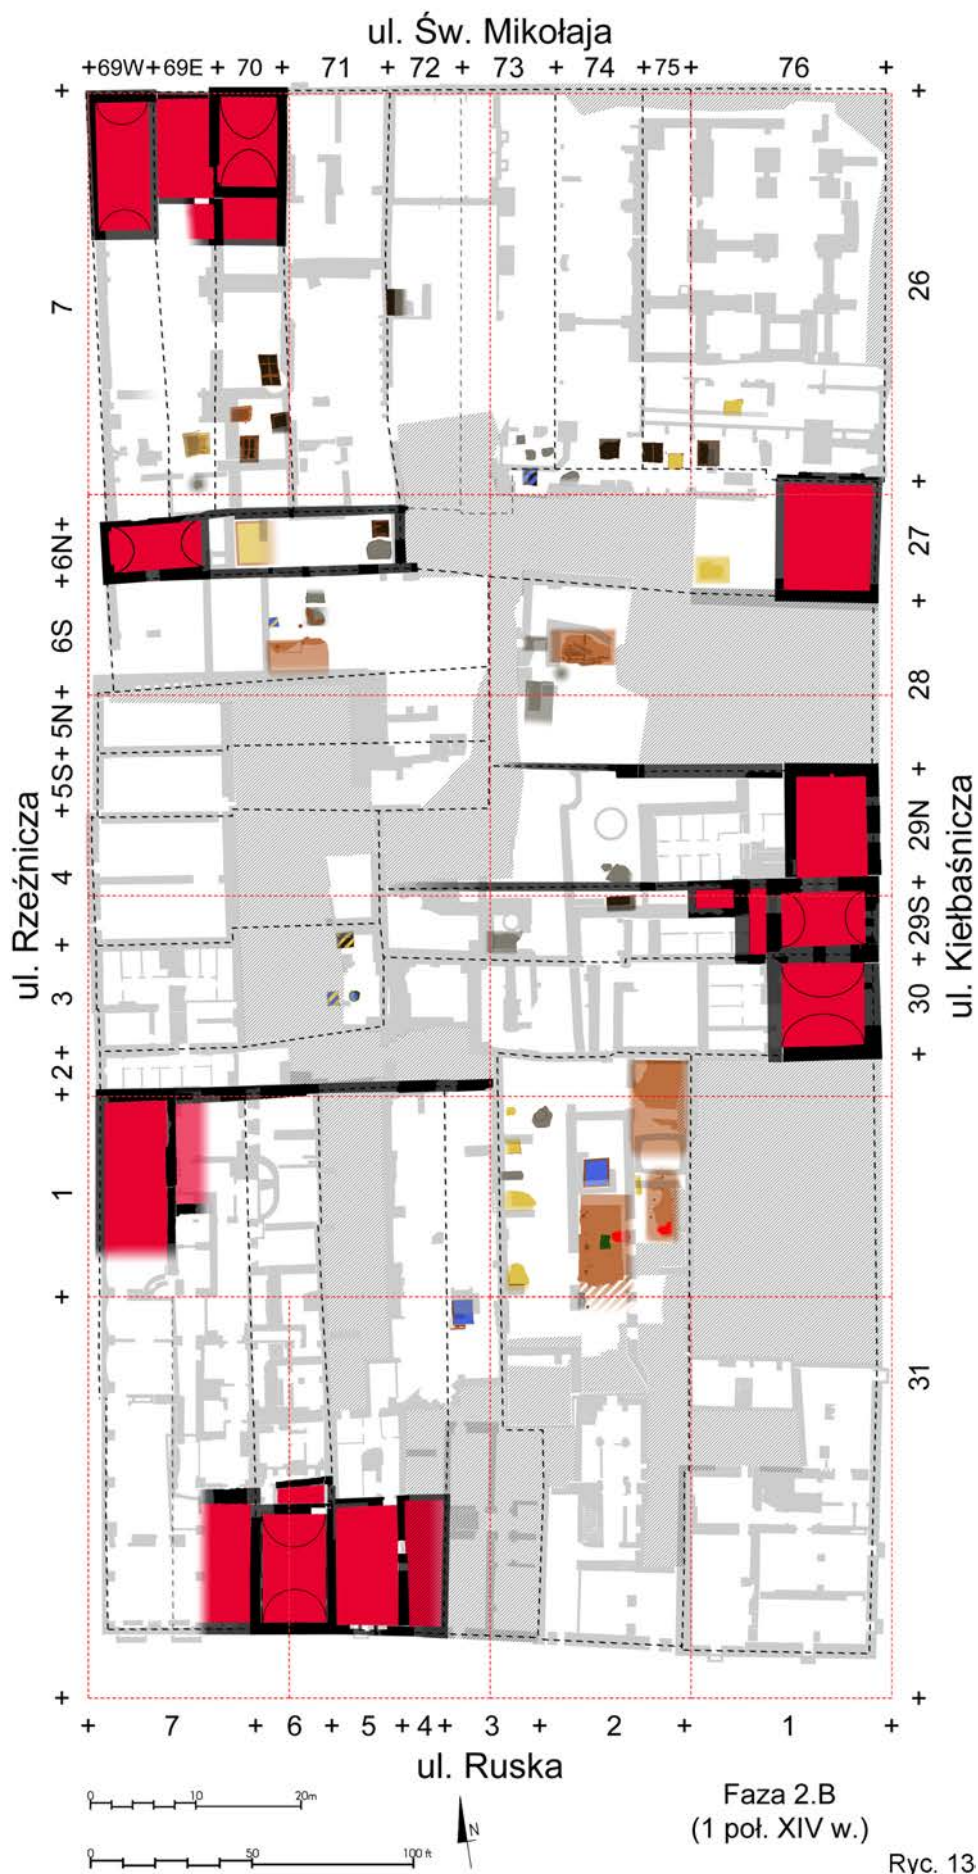 ul. Św. Mikołaja
+69W+69E + 70 + 71 + 72 + 73 + 74 +75+ 76 +
7
26
+6N+
27
6S
28
+5S+ 5N +
29N
ul. Rzeźnicza
ul. Kiełbaśnicza
4
29S +
3
30 +
2+
1
31
+ 7 + 6 + 5 +4+ 3 + 2 + 1 +
ul. Ruska
0 10 20m
0 50 100 ft
N
Faza 2.B
(1 poł. XIV w.)
Ryc. 13